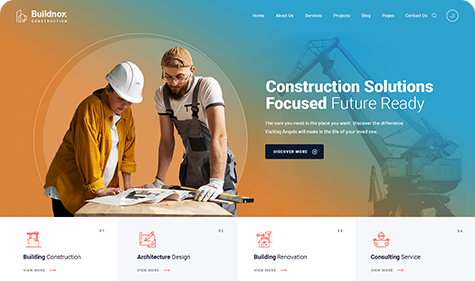 Buildnox
CONSTRUCTION
Home About Us Services Projects Blog Pages Contact Us
Construction Solutions
Focused Future Ready
The care you need in the place you want. Discover the difference
Visiting Angels will make in the life of your loved one.
DISCOVER MORE
01.
Building Construction
VIEW MORE
02.
Architecture Design
VIEW MORE
03.
Building Renovation
VIEW MORE
04.
Consulting Service
VIEW MORE